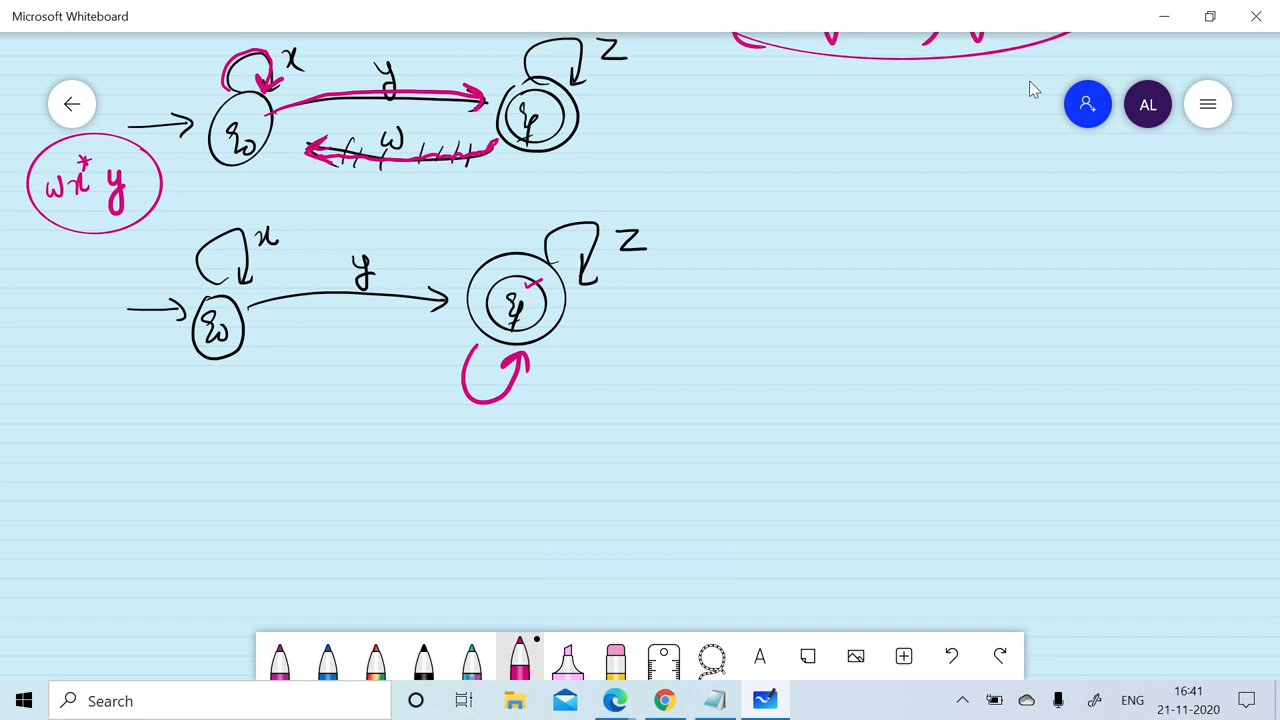 Microsoft Whiteboard
x
y
z
q0
qf
w
wx* y
AL
x
y
z
q0
qf
A
Search
ENG
16:41
21-11-2020